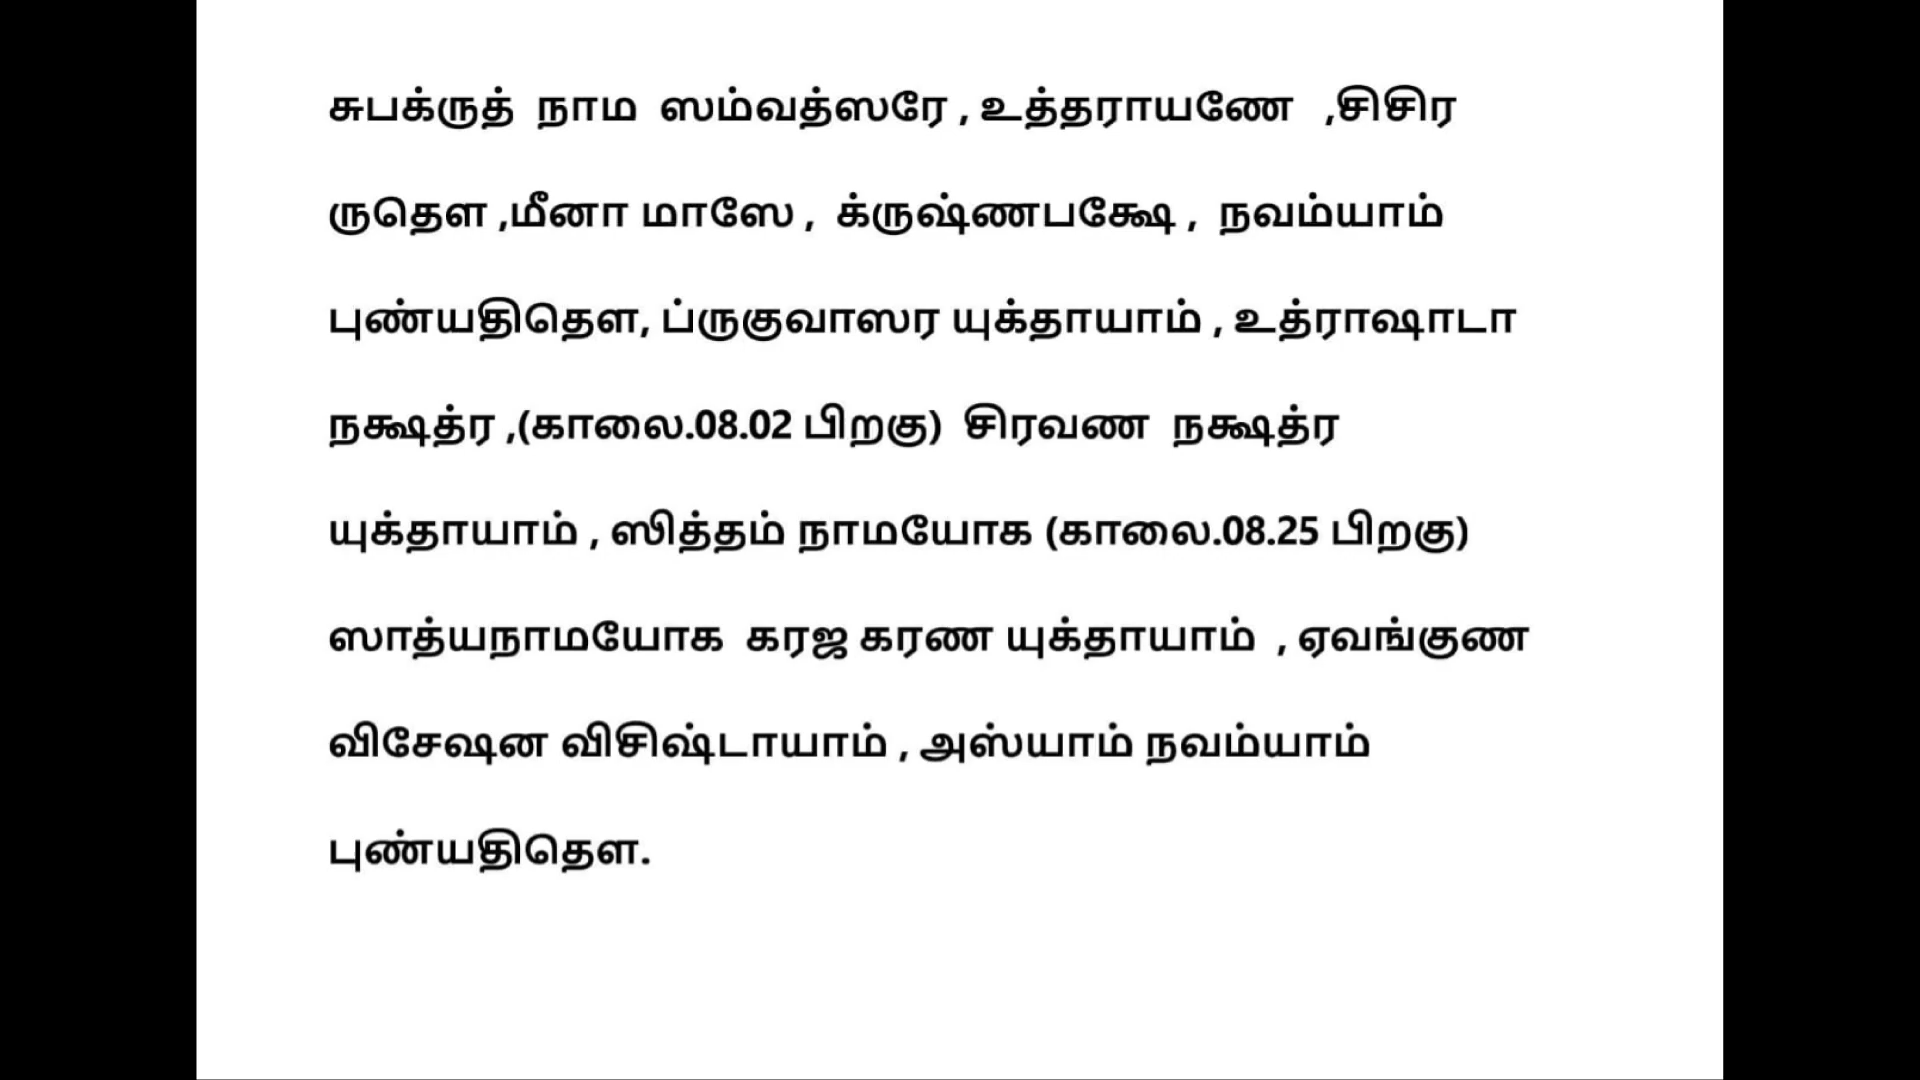 சுபக்ருத் நாம ஸம்வத்ஸரே , உத்தராயணே ,சிசிர
ருதௌ ,மீனா மாஸே , க்ருஷ்ணபக்ஷே , நவம்யாம்
புண்யதிதௌ, ப்ருகுவாஸர யுக்தாயாம் , உத்ராஷாடா
நக்ஷத்ர ,(காலை.08.02 பிறகு) சிரவண நக்ஷத்ர
யுக்தாயாம் , ஸித்தம் நாமயோக (காலை.08.25 பிறகு)
ஸாத்யநாமயோக கரஜ கரண யுக்தாயாம் , ஏவங்குண
விசேஷன விசிஷ்டாயாம் , அஸ்யாம் நவம்யாம்
புண்யதிதௌ.